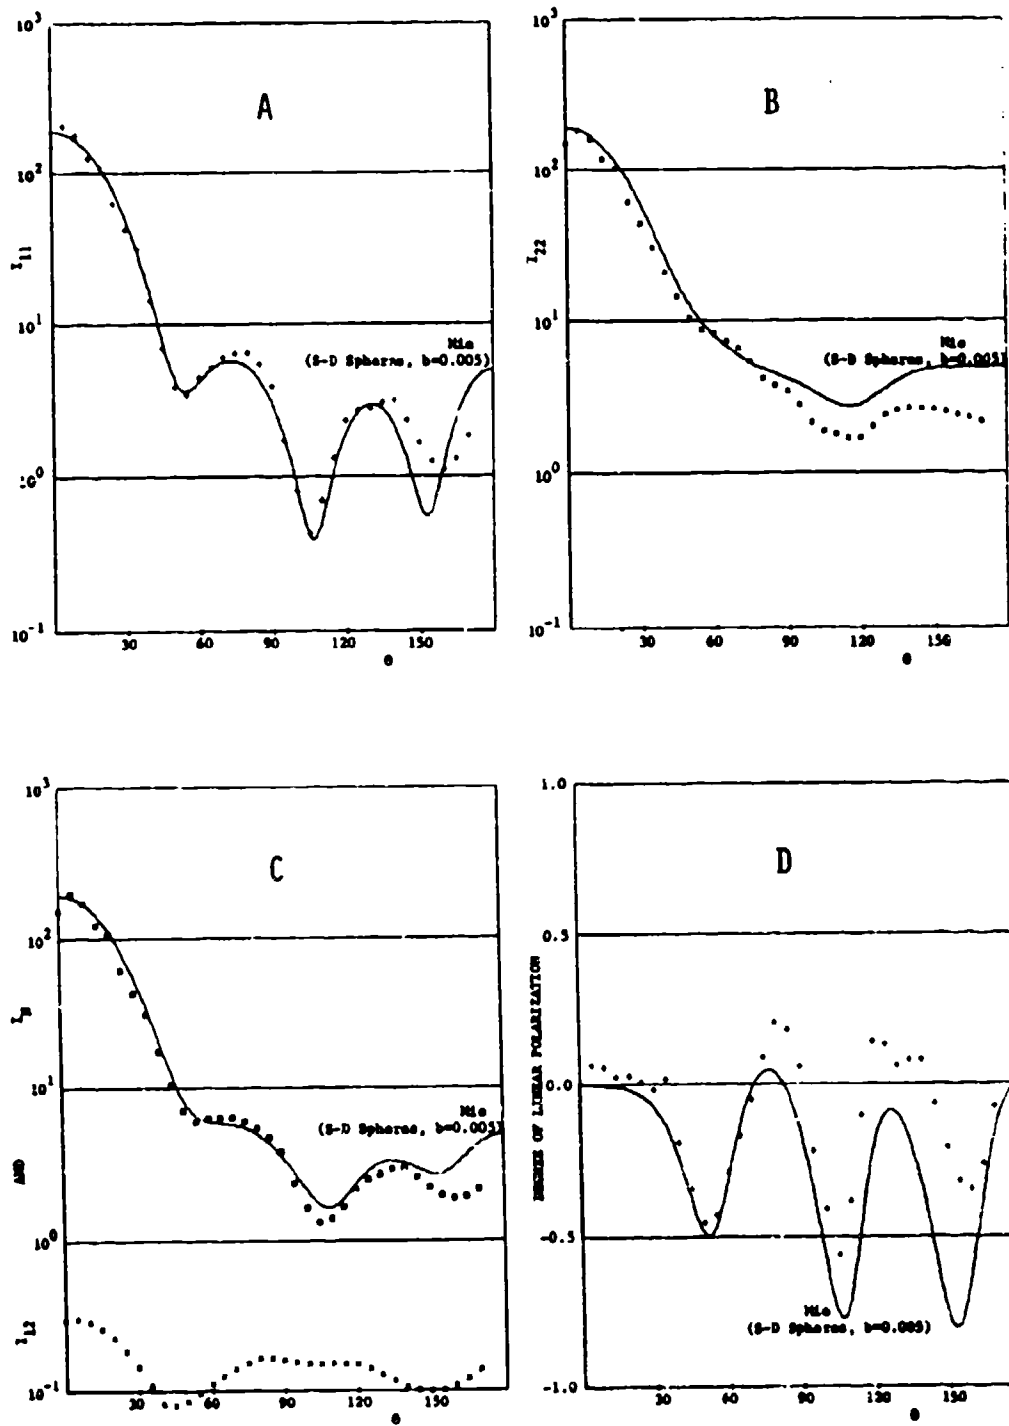 A
10³
10²
10¹
10⁰
10⁻¹
I₁₁
Mie
(S-D Spheres, b=0.005)
30 60 90 120 150
θ
B
10³
10²
10¹
10⁰
10⁻¹
I₂₂
Mie
(S-D Spheres, b=0.005)
30 60 90 120 150
θ
C
10³
10²
10¹
10⁰
10⁻¹
I₁₂ AND
Mie
(S-D Spheres, b=0.005)
30 60 90 120 150
θ
D
1.0
0.5
0.0
-0.5
-1.0
DEGREE OF LINEAR POLARIZATION
Mie
(S-D Spheres, b=0.005)
30 60 90 120 150
θ